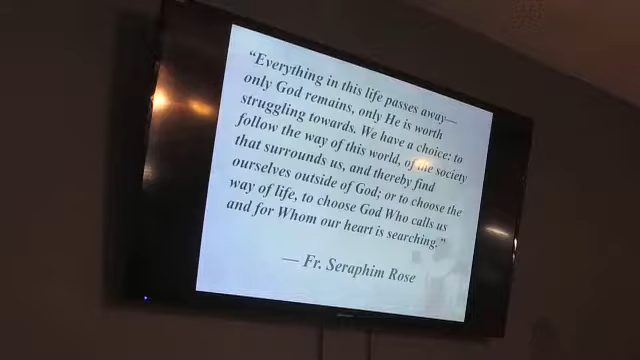 “Everything in this life passes away—
only God remains, only He is worth
struggling towards. We have a choice: to
follow the way of this world, of the society
that surrounds us, and thereby find
ourselves outside of God; or to choose the
way of life, to choose God Who calls us
and for Whom our heart is searching.”
— Fr. Seraphim Rose